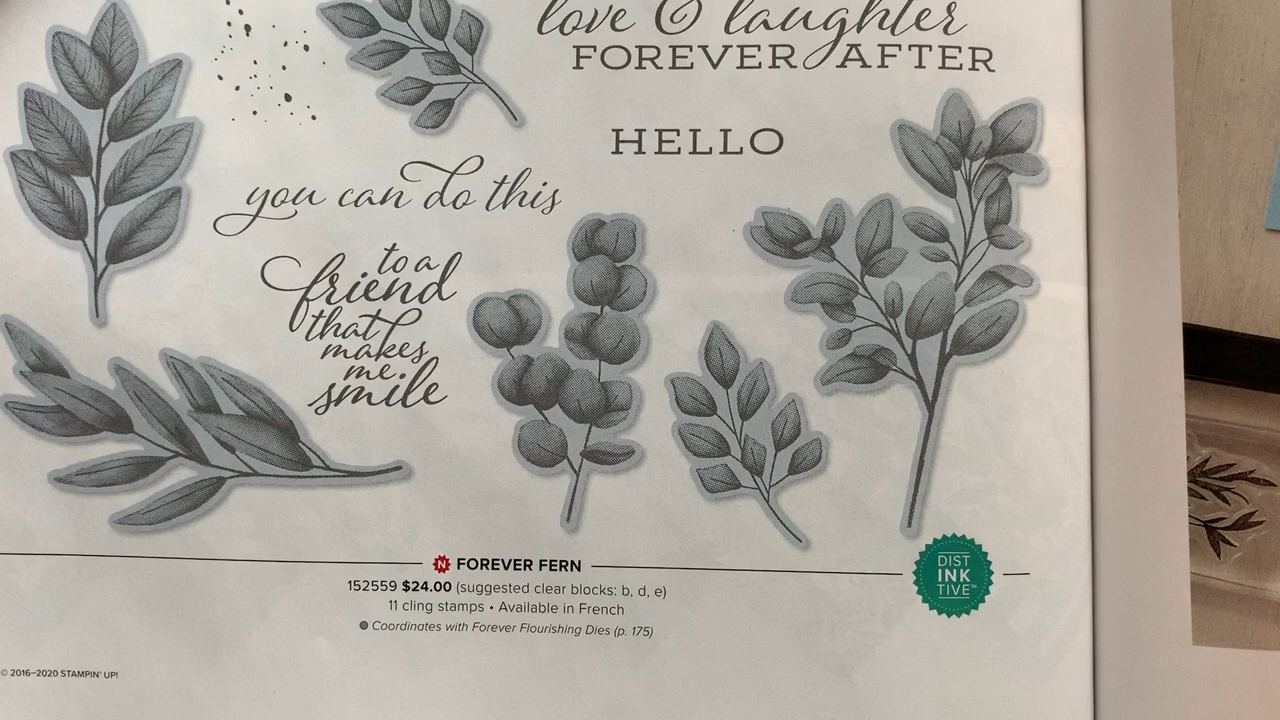 love & laughter
FOREVER AFTER
HELLO
you can do this
to a
friend
that
makes
me
smile
N FOREVER FERN
152559 $24.00 (suggested clear blocks: b, d, e)
11 cling stamps • Available in French
Coordinates with Forever Flourishing Dies (p. 175)
DIST
INK
TIVE™
© 2016–2020 STAMPIN' UP!